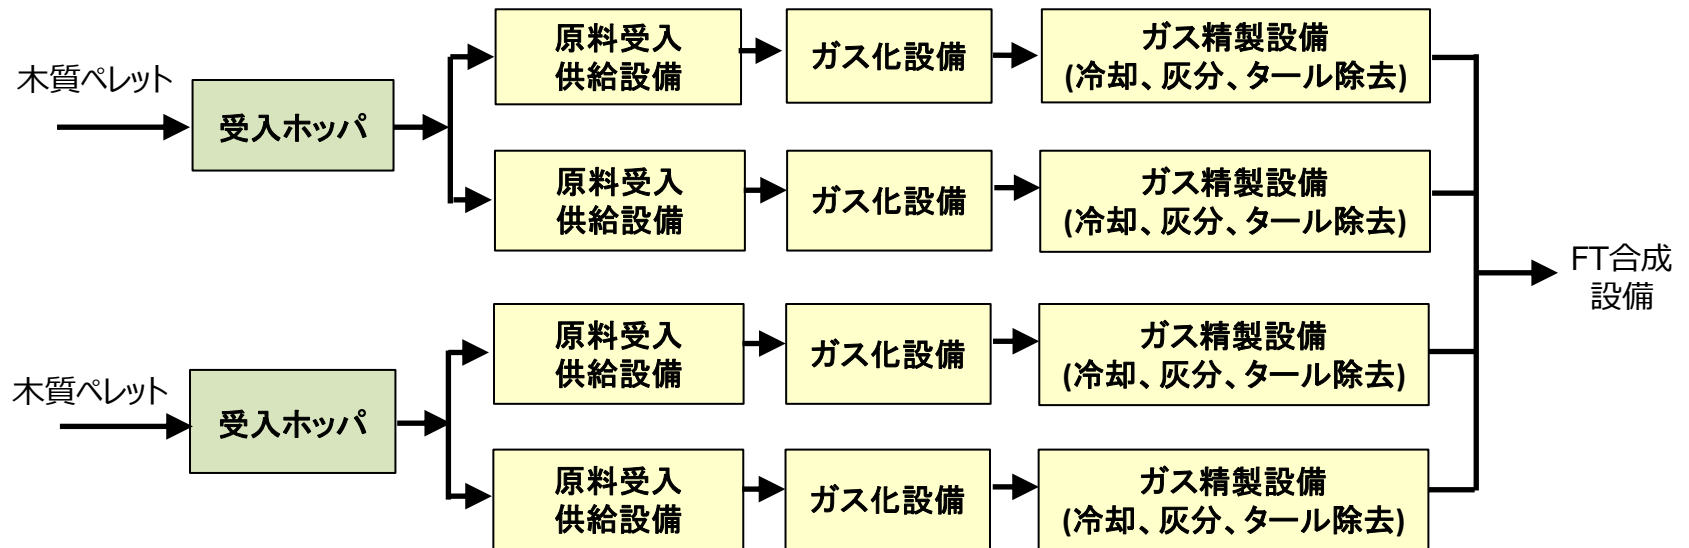 木質ペレット
受入ホッパ
原料受入
供給設備
ガス化設備
ガス精製設備
(冷却、灰分、タール除去)
原料受入
供給設備
ガス化設備
ガス精製設備
(冷却、灰分、タール除去)
木質ペレット
受入ホッパ
原料受入
供給設備
ガス化設備
ガス精製設備
(冷却、灰分、タール除去)
原料受入
供給設備
ガス化設備
ガス精製設備
(冷却、灰分、タール除去)
FT合成
設備